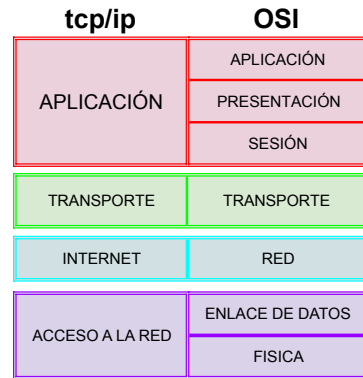 tcp/ip OSI
APLICACIÓN
APLICACIÓN
PRESENTACIÓN
SESIÓN
TRANSPORTE TRANSPORTE
INTERNET RED
ACCESO A LA RED
ENLACE DE DATOS
FISICA